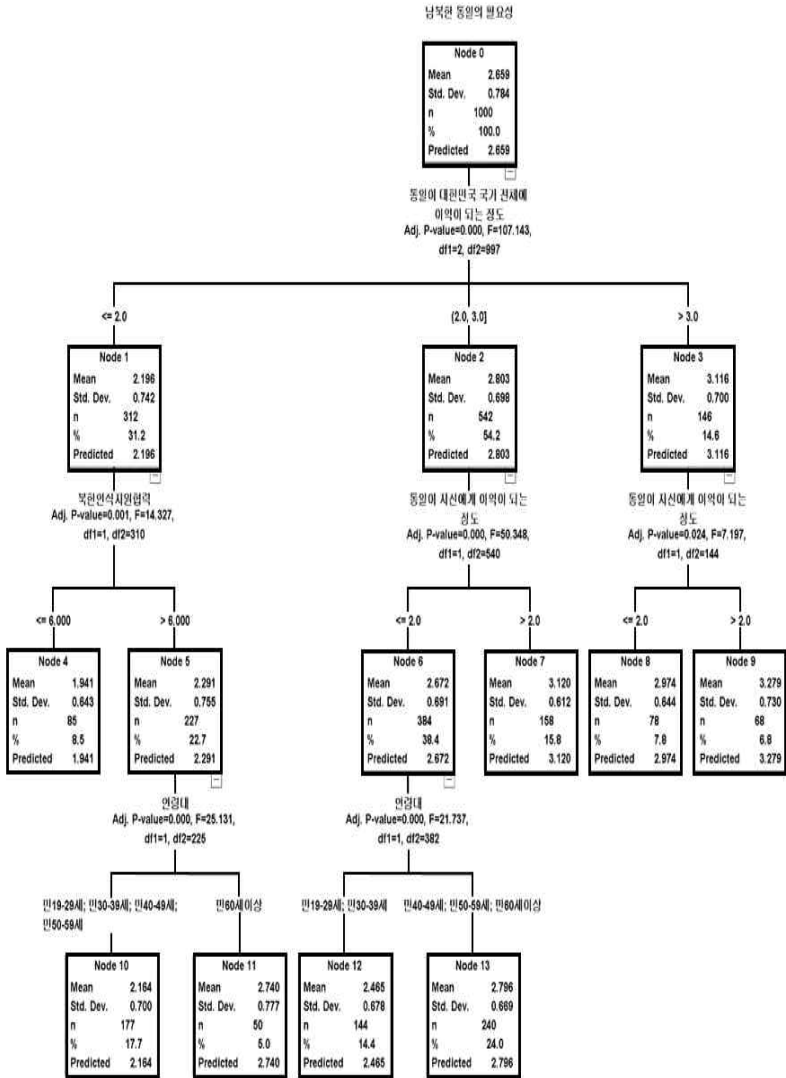 남북한 통일의 필요성
Node 0
Mean 2.659
Std. Dev. 0.784
n 1000
% 100.0
Predicted 2.659
통일이 대한민국 국가 전체에
이익이 되는 정도
Adj. P-value=0.000, F=107.143,
df1=2, df2=997
<= 2.0
(2.0, 3.0]
> 3.0
Node 1
Mean 2.196
Std. Dev. 0.742
n 312
% 31.2
Predicted 2.196
Node 2
Mean 2.803
Std. Dev. 0.698
n 542
% 54.2
Predicted 2.803
Node 3
Mean 3.116
Std. Dev. 0.700
n 146
% 14.6
Predicted 3.116
북한인식지원협력
Adj. P-value=0.001, F=14.327,
df1=1, df2=310
통일이 자신에게 이익이 되는
정도
Adj. P-value=0.000, F=50.348,
df1=1, df2=540
통일이 자신에게 이익이 되는
정도
Adj. P-value=0.024, F=7.197,
df1=1, df2=144
<= 6.000
> 6.000
<= 2.0
> 2.0
<= 2.0
> 2.0
Node 4
Mean 1.941
Std. Dev. 0.643
n 85
% 8.5
Predicted 1.941
Node 5
Mean 2.291
Std. Dev. 0.755
n 227
% 22.7
Predicted 2.291
Node 6
Mean 2.672
Std. Dev. 0.691
n 384
% 38.4
Predicted 2.672
Node 7
Mean 3.120
Std. Dev. 0.612
n 158
% 15.8
Predicted 3.120
Node 8
Mean 2.974
Std. Dev. 0.644
n 78
% 7.8
Predicted 2.974
Node 9
Mean 3.279
Std. Dev. 0.730
n 68
% 6.8
Predicted 3.279
연령대
Adj. P-value=0.000, F=25.131,
df1=1, df2=225
연령대
Adj. P-value=0.000, F=21.737,
df1=1, df2=382
만19-29세; 만30-39세; 만40-49세;
만50-59세
만60세이상
만19-29세; 만30-39세
만40-49세; 만50-59세; 만60세이상
Node 10
Mean 2.164
Std. Dev. 0.700
n 177
% 17.7
Predicted 2.164
Node 11
Mean 2.740
Std. Dev. 0.777
n 50
% 5.0
Predicted 2.740
Node 12
Mean 2.465
Std. Dev. 0.678
n 144
% 14.4
Predicted 2.465
Node 13
Mean 2.796
Std. Dev. 0.669
n 240
% 24.0
Predicted 2.796